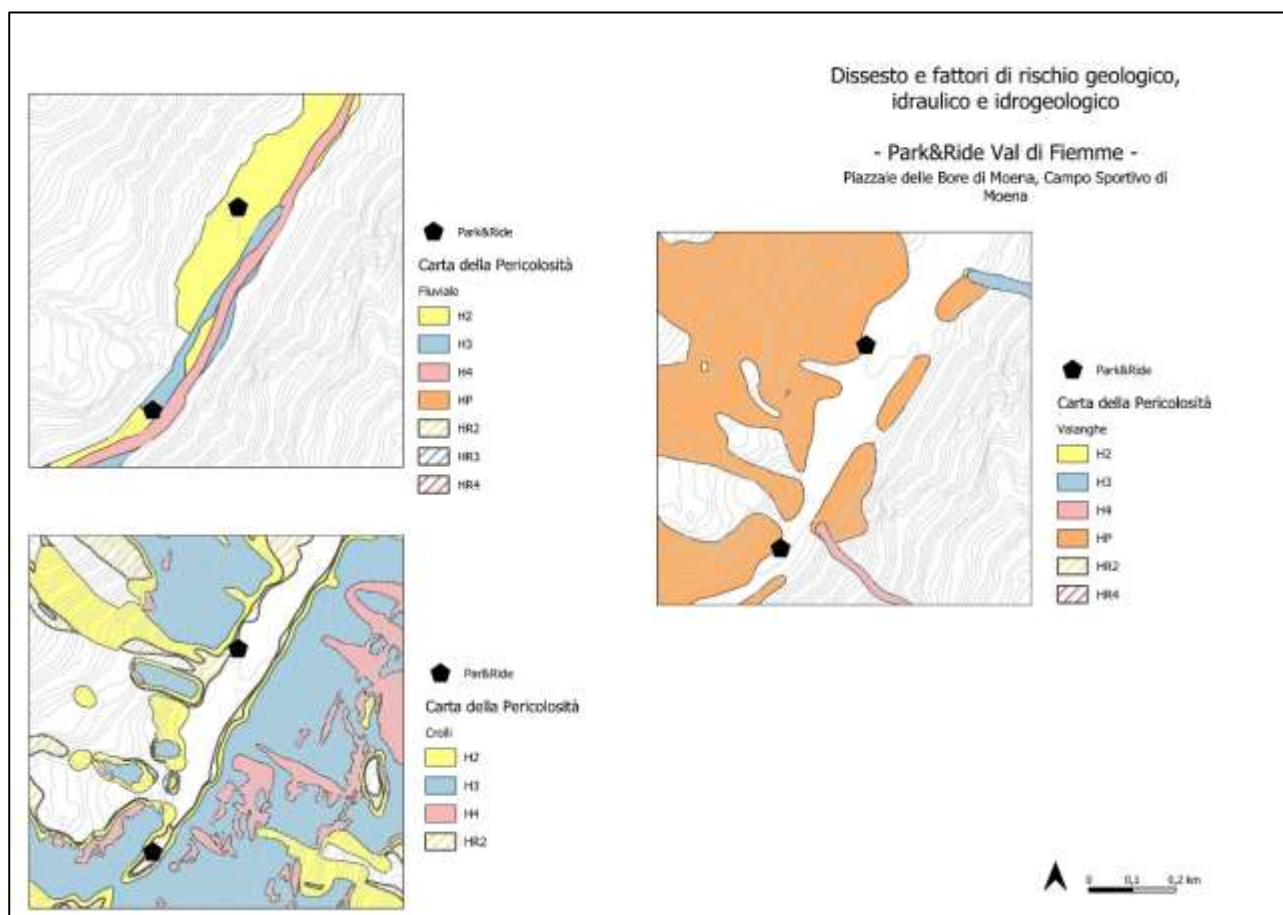 Dissesto e fattori di rischio geologico,
idraulico e idrogeologico
- Park&Ride Val di Fiemme -
Piazzale delle Bore di Moena, Campo Sportivo di
Moena
Park&Ride
Carta della Pericolosità
Fluviale
H2
H3
H4
HP
HR2
HR3
HR4
Park&Ride
Carta della Pericolosità
Valanghe
H2
H3
H4
HP
HR2
HR4
Park&Ride
Carta della Pericolosità
Crolli
H2
H3
H4
HR2
0 0,1 0,2 km